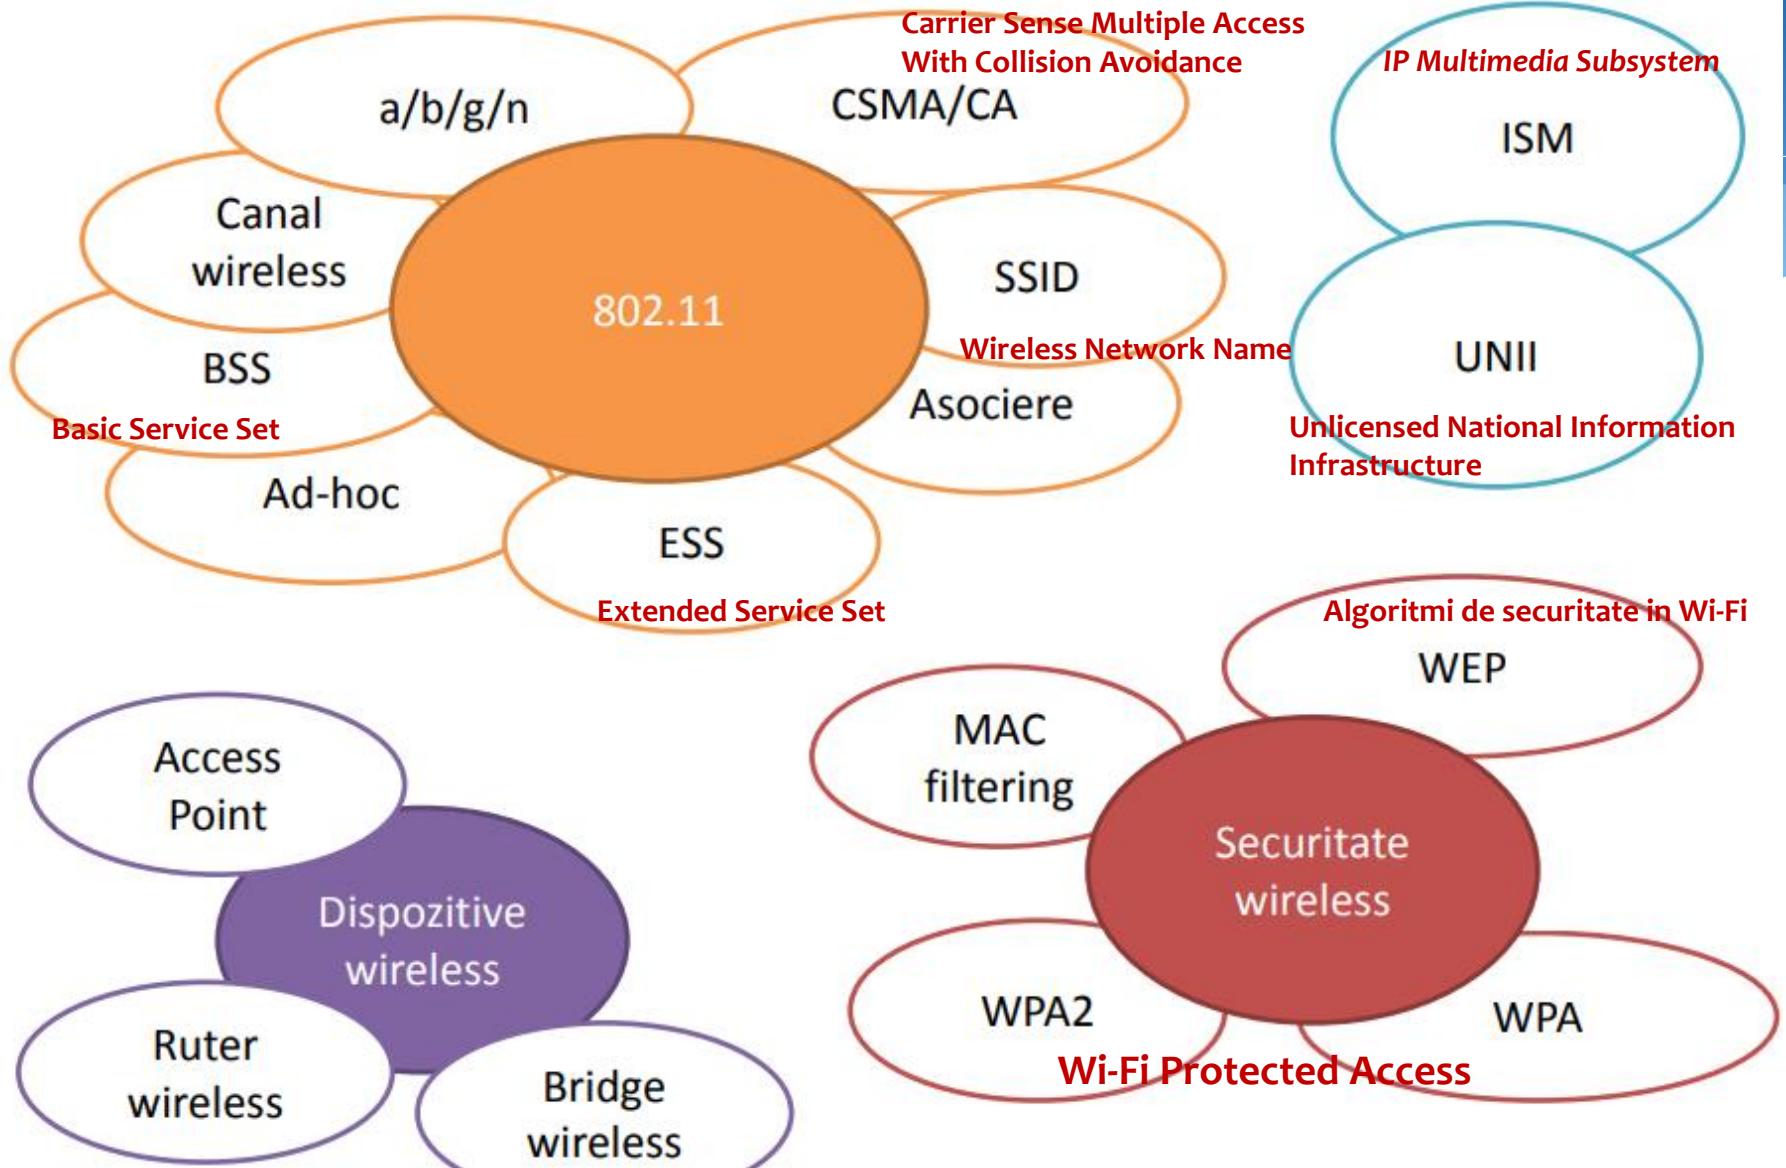 Carrier Sense Multiple Access
With Collision Avoidance
a/b/g/n
CSMA/CA
IP Multimedia Subsystem
ISM
Canal
wireless
802.11
SSID
Wireless Network Name
UNII
BSS
Basic Service Set
Asociere
Unlicensed National Information
Infrastructure
Ad-hoc
ESS
Extended Service Set
Algoritmi de securitate in Wi-Fi
WEP
MAC
filtering
Securitate
wireless
WPA2
WPA
Wi-Fi Protected Access
Access
Point
Dispozitive
wireless
Ruter
wireless
Bridge
wireless